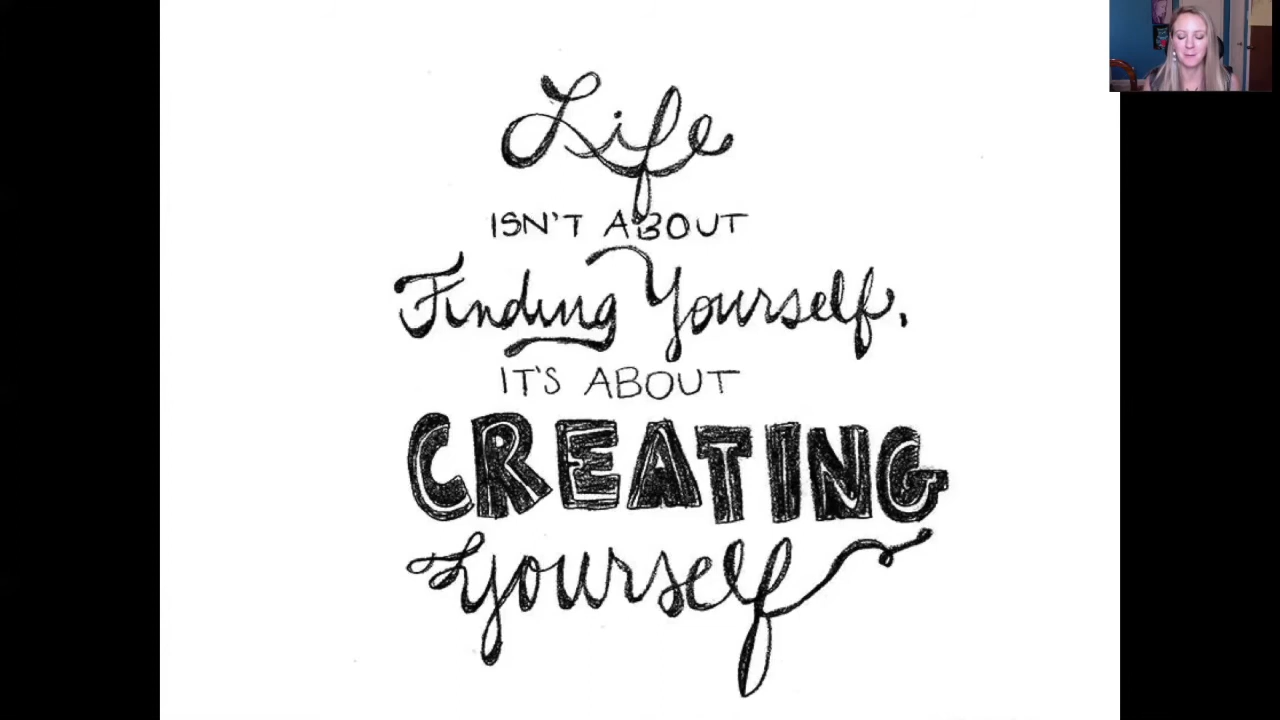 Life
ISN'T ABOUT
Finding Yourself.
IT'S ABOUT
CREATING
Yourself